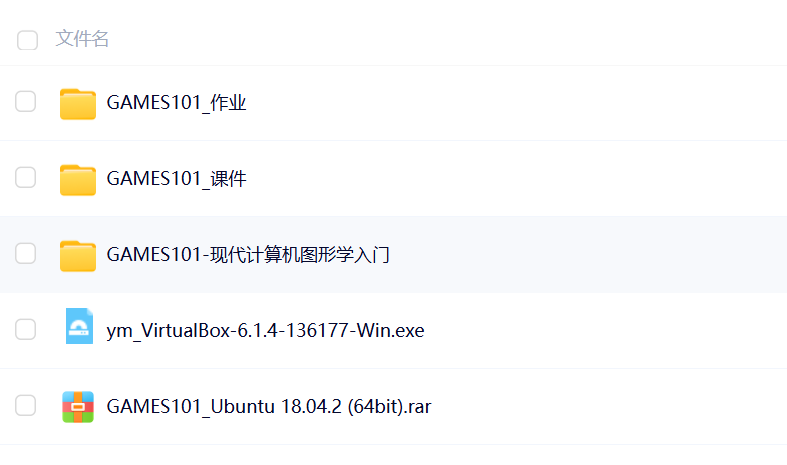 文件名
GAMES101_作业
GAMES101_课件
GAMES101-现代计算机图形学入门
ym_VirtualBox-6.1.4-136177-Win.exe
GAMES101_Ubuntu 18.04.2 (64bit).rar